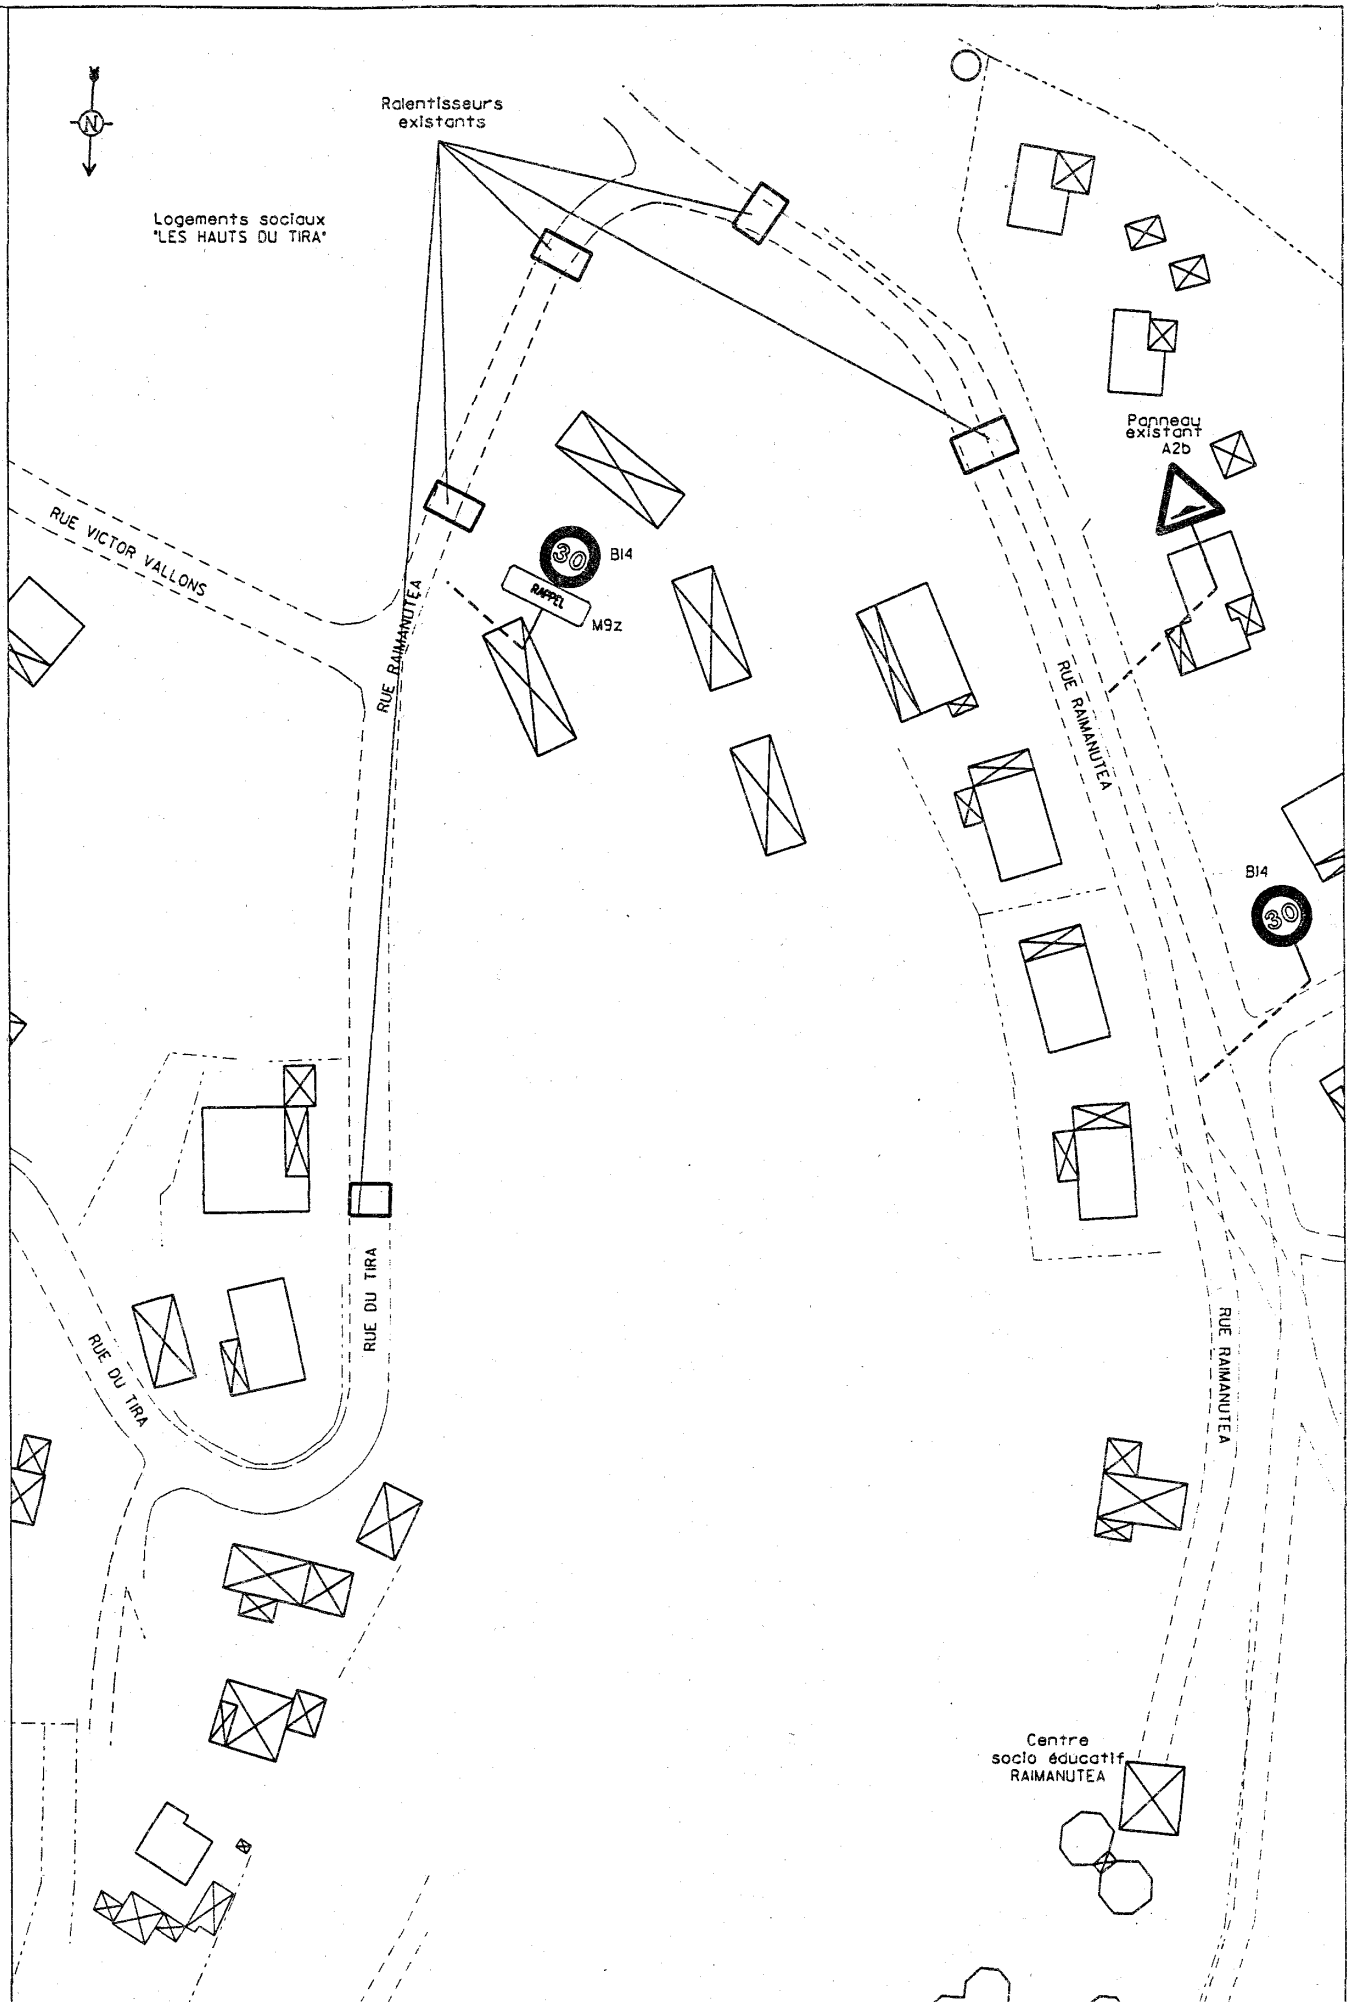 N
Ralentisseurs
existants
Logements sociaux
"LES HAUTS DU TIRA"
Panneau
existant
A2b
RUE VICTOR VALLONS
30
B14
RAPPEL
M9z
RUE RAIMANUTEA
RUE RAIMANUTEA
B14
30
RUE DU TIRA
RUE DU TIRA
RUE RAIMANUTEA
Centre
socio éducatif
RAIMANUTEA